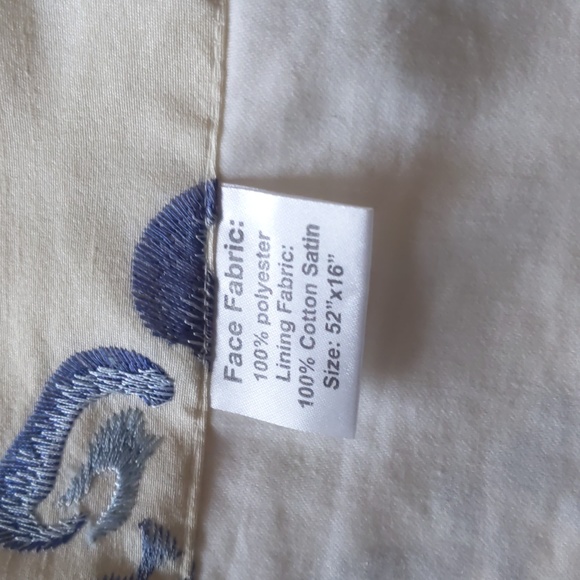 Face Fabric:
100% polyester
Lining Fabric:
100% Cotton Satin
Size: 52"x16"